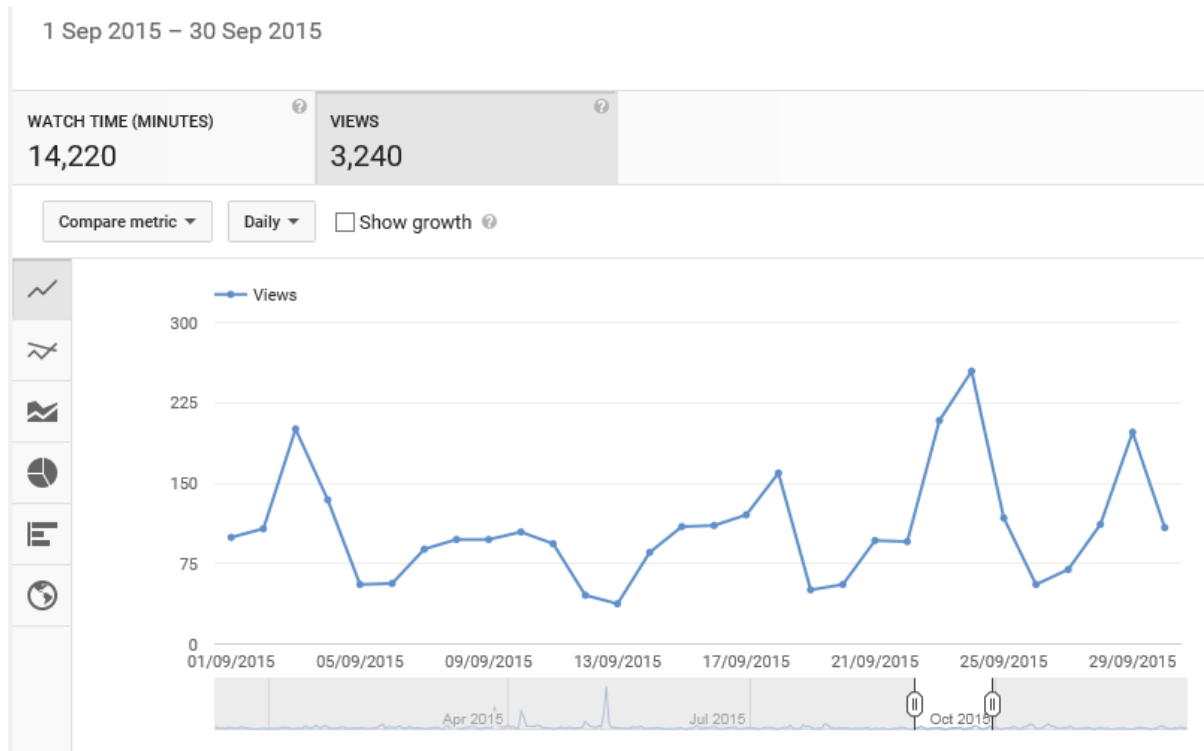 1 Sep 2015 – 30 Sep 2015
WATCH TIME (MINUTES) ?
14,220
VIEWS ?
3,240
Compare metric Daily Show growth ?
Views
300
225
150
75
0
01/09/2015 05/09/2015 09/09/2015 13/09/2015 17/09/2015 21/09/2015 25/09/2015 29/09/2015
Apr 2015 Jul 2015 Oct 2015